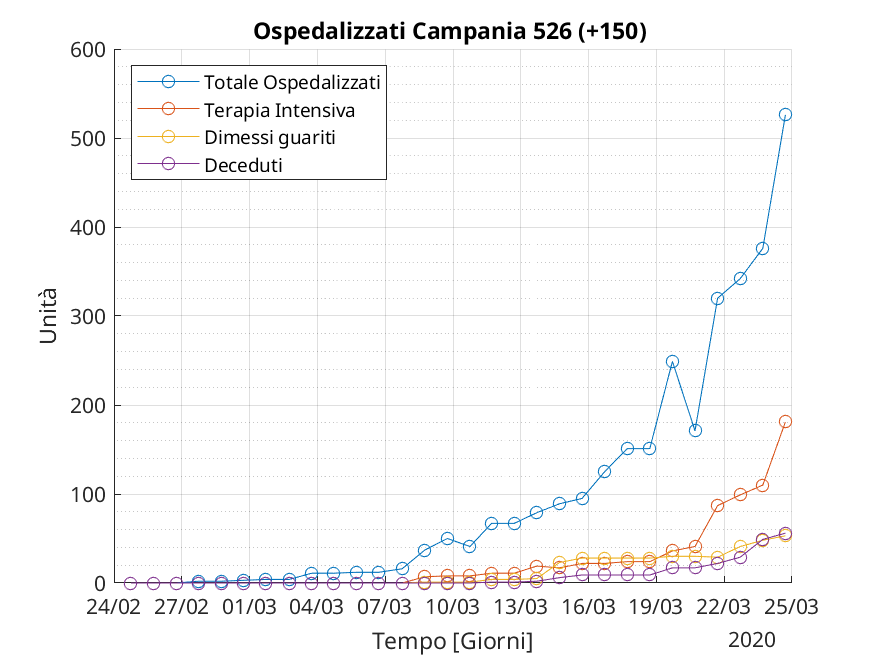 Ospedalizzati Campania 526 (+150)
Totale Ospedalizzati
Terapia Intensiva
Dimessi guariti
Deceduti
Unità
600
500
400
300
200
100
0
24/02 27/02 01/03 04/03 07/03 10/03 13/03 16/03 19/03 22/03 25/03
Tempo [Giorni]
2020